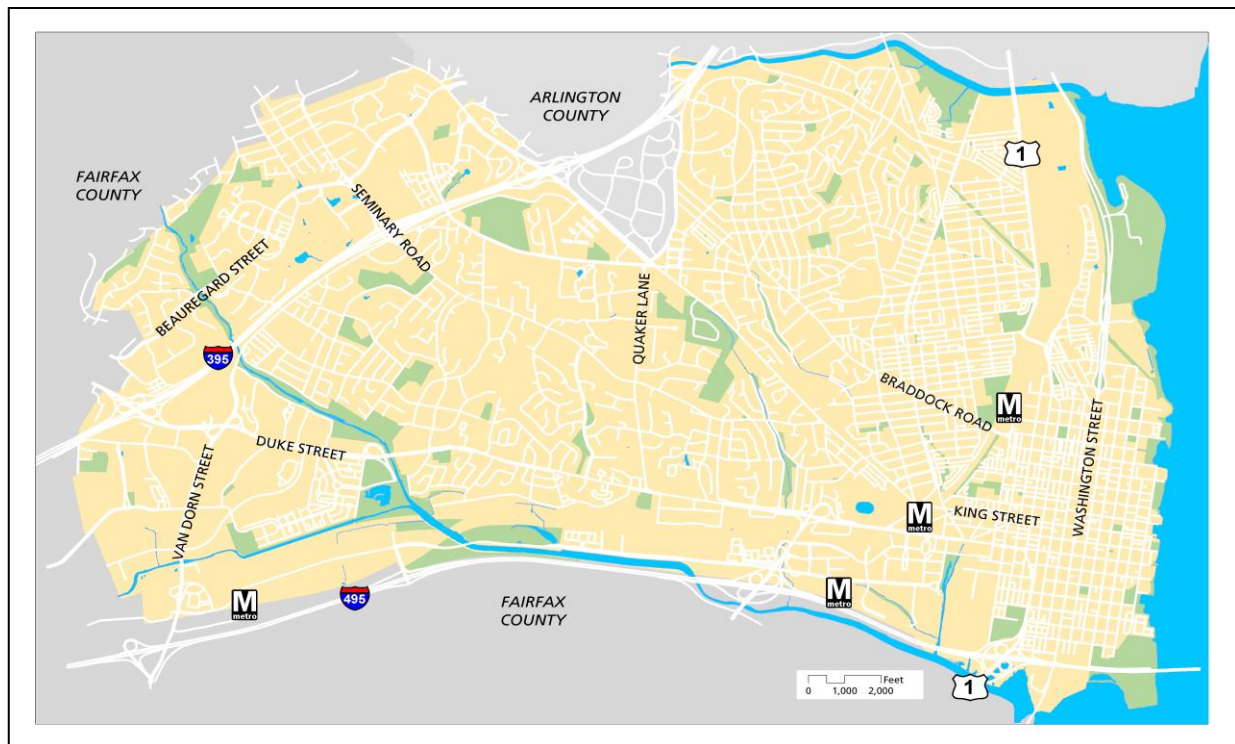 ARLINGTON
COUNTY
FAIRFAX
COUNTY
1
SEMINARY ROAD
BEAUREGARD STREET
QUAKER LANE
395
BRADDOCK ROAD
M
metro
WASHINGTON STREET
DUKE STREET
VAN DORN STREET
M
metro
KING STREET
M
metro
495
M
metro
FAIRFAX
COUNTY
1
Feet
0 1,000 2,000